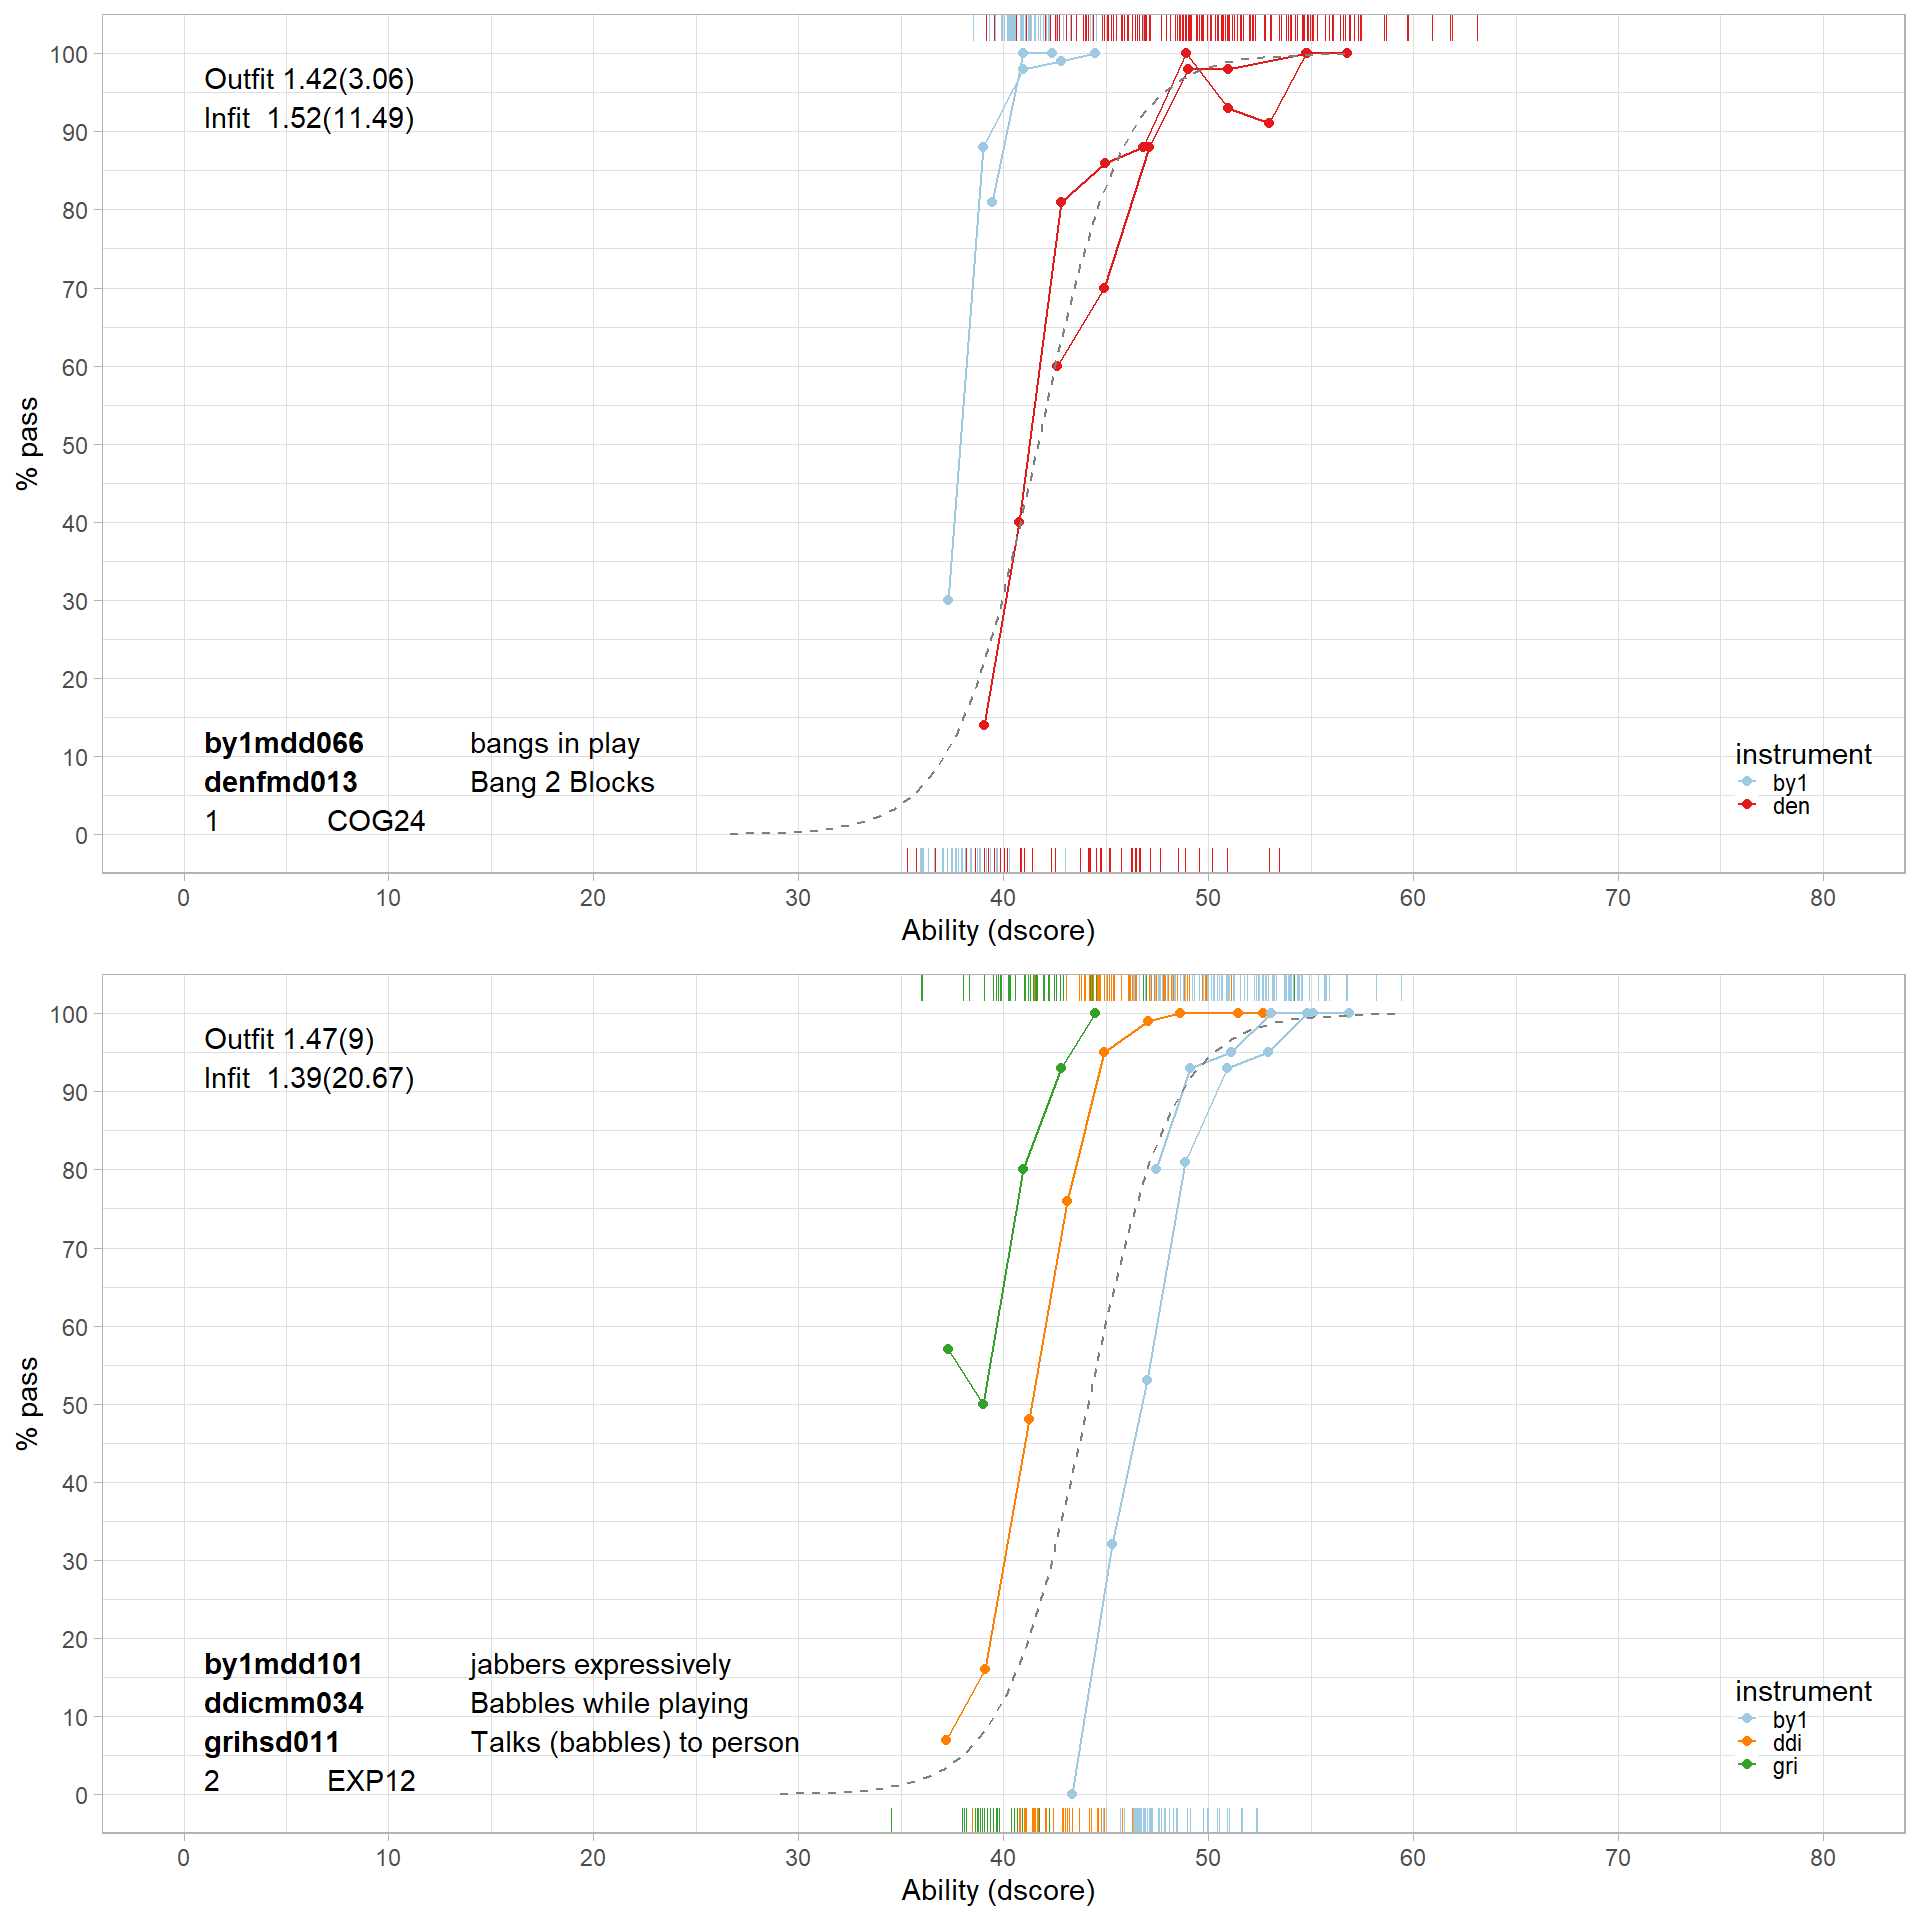 100
90
80
70
60
50
40
30
20
10
0
% pass
Outfit 1.42(3.06)
Infit 1.52(11.49)
by1mdd066 bangs in play
denfmd013 Bang 2 Blocks
1 COG24
instrument
by1
den
0 10 20 30 40 50 60 70 80
Ability (dscore)
100
90
80
70
60
50
40
30
20
10
0
% pass
Outfit 1.47(9)
Infit 1.39(20.67)
by1mdd101 jabbers expressively
ddicmm034 Babbles while playing
grihsd011 Talks (babbles) to person
2 EXP12
instrument
by1
ddi
gri
0 10 20 30 40 50 60 70 80
Ability (dscore)